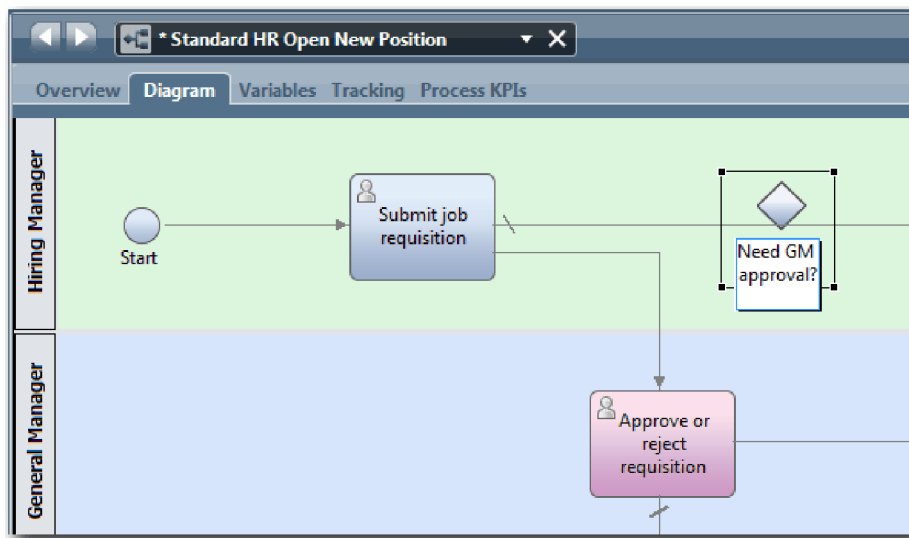 * Standard HR Open New Position
Overview Diagram Variables Tracking Process KPIs
Hiring Manager
Start
Submit job
requisition
Need GM
approval?
General Manager
Approve or
reject
requisition